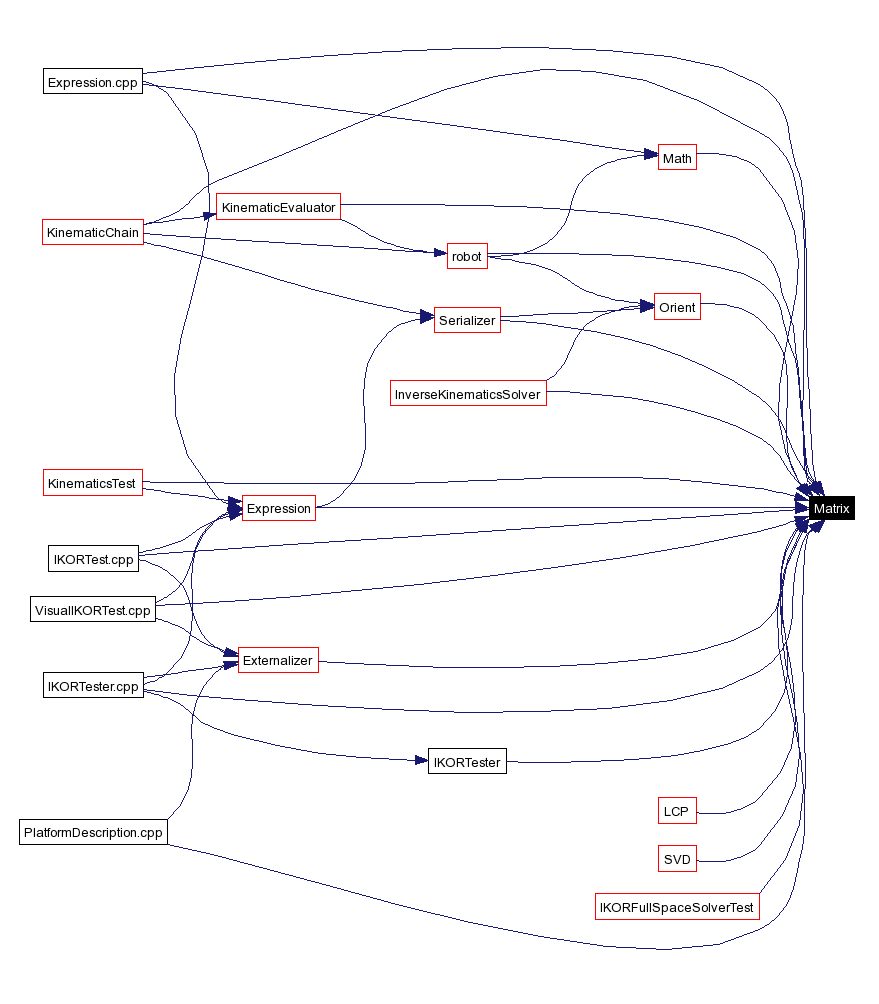 Expression.cpp
Math
KinematicEvaluator
KinematicChain
robot
Orient
Serializer
InverseKinematicsSolver
KinematicsTest
Expression
Matrix
IKORTest.cpp
VisualIKORTest.cpp
Externalizer
IKORTester.cpp
IKORTester
LCP
PlatformDescription.cpp
SVD
IKORFullSpaceSolverTest